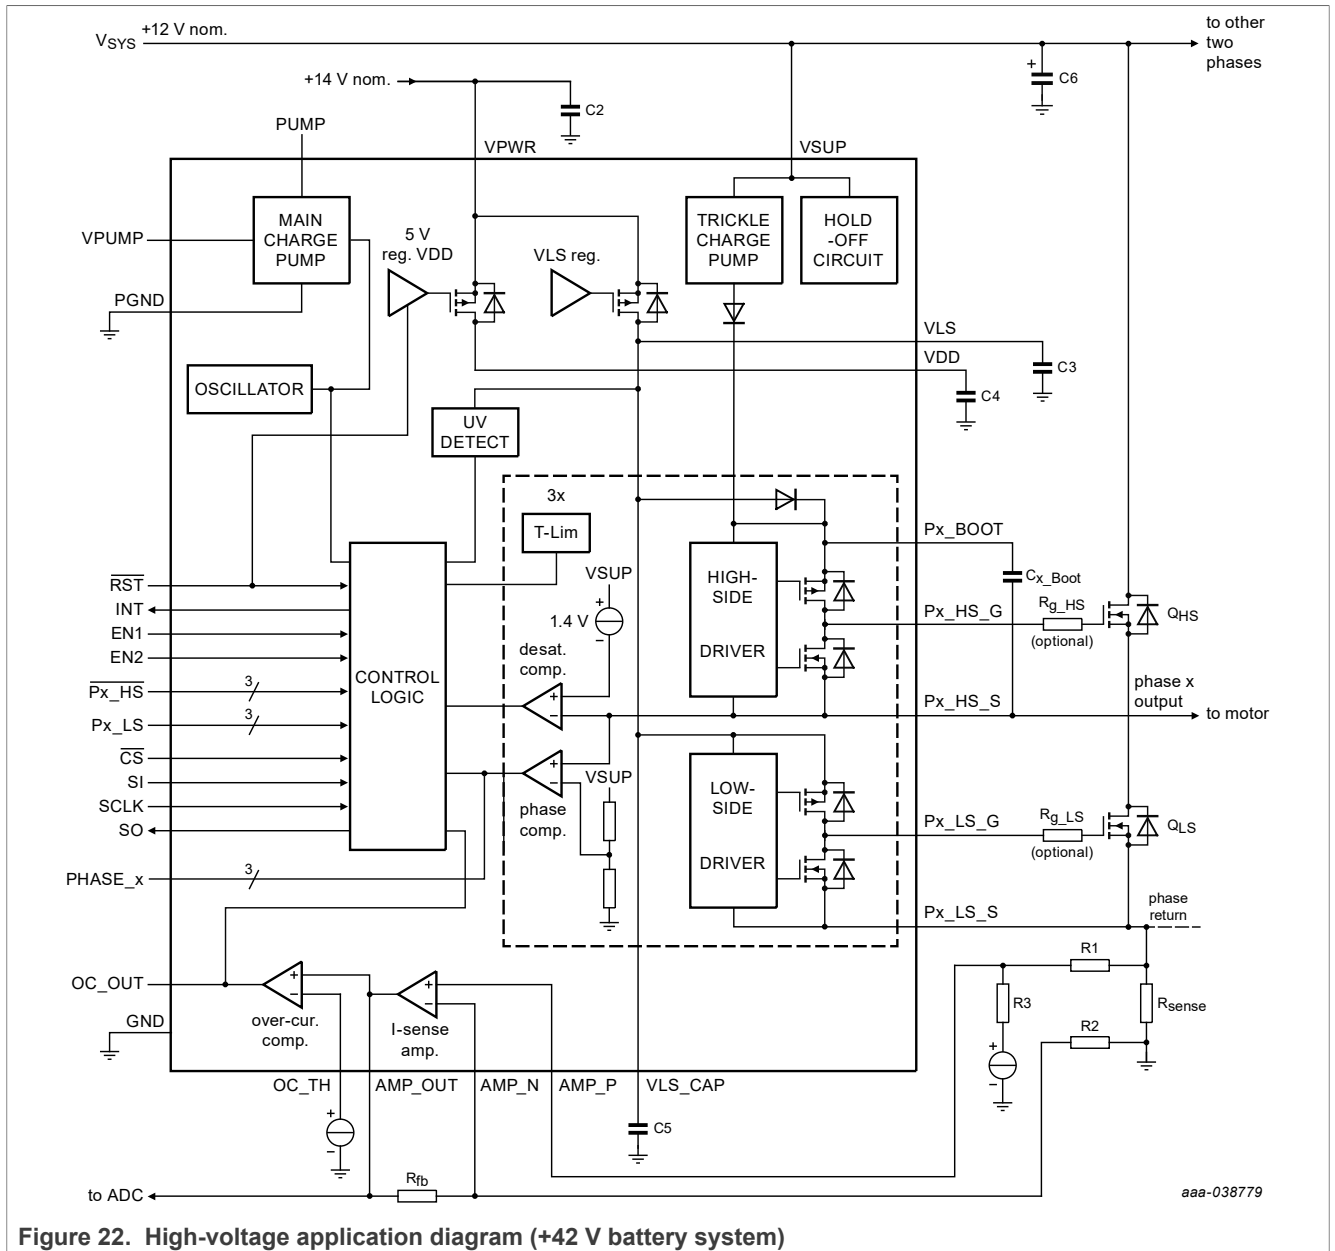 VSYS
+12 V nom.
to other
two
phases
+14 V nom.
+
C6
C2
PUMP
VPWR
VSUP
MAIN
CHARGE
PUMP
VPUMP
5 V
reg. VDD
VLS reg.
TRICKLE
CHARGE
PUMP
HOLD
-OFF
CIRCUIT
PGND
VLS
VDD
C3
C4
OSCILLATOR
UV
DETECT
3x
T-Lim
VSUP
+
1.4 V
−
desat.
comp.
+
−
HIGH-
SIDE
DRIVER
Px_BOOT
Cx_Boot
Px_HS_G
Rg_HS
(optional)
QHS
Px_HS_S
phase x
output
to motor
RST
INT
EN1
EN2
Px_HS
3
Px_LS
3
CS
SI
SCLK
SO
CONTROL
LOGIC
+
−
phase
comp.
VSUP
LOW-
SIDE
DRIVER
Px_LS_G
Rg_LS
(optional)
QLS
PHASE_x
3
Px_LS_S
phase
return
OC_OUT
+
−
over-cur.
comp.
+
−
I-sense
amp.
R1
R3
Rsense
+
−
R2
GND
OC_TH
AMP_OUT
AMP_N
AMP_P
VLS_CAP
+
−
C5
Rfb
to ADC
aaa-038779
Figure 22. High-voltage application diagram (+42 V battery system)